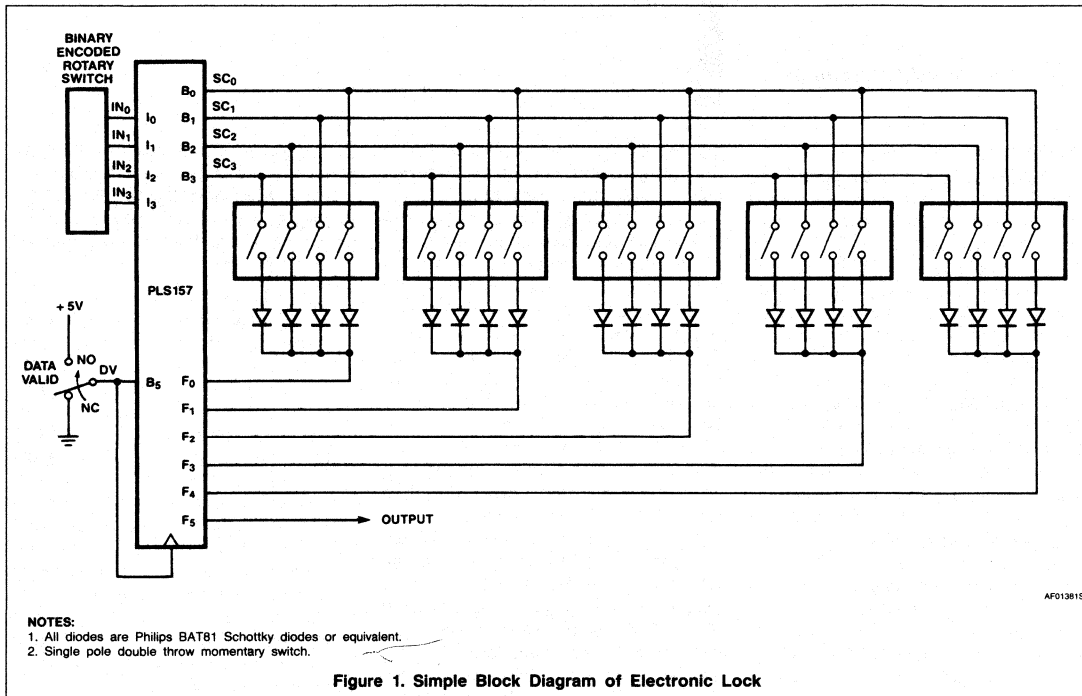 BINARY
ENCODED
ROTARY
SWITCH
IN0
IN1
IN2
IN3
I0
I1
I2
I3
B0
B1
B2
B3
SC0
SC1
SC2
SC3
PLS157
+ 5V
NO
DATA
VALID
DV
NC
B5
F0
F1
F2
F3
F4
F5
OUTPUT
AF01381S
NOTES:
1. All diodes are Philips BAT81 Schottky diodes or equivalent.
2. Single pole double throw momentary switch.
Figure 1. Simple Block Diagram of Electronic Lock